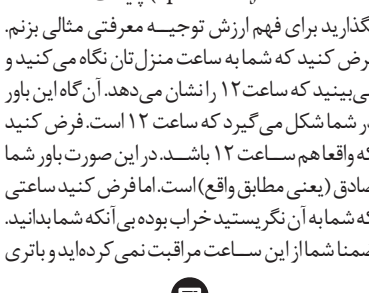 بگذارید برای فهم ارزش توجیه معرفتی مثالی بزنم.
فرض کنید که شما به ساعت منزل‌تان نگاه می‌کنید و
می‌بینید که ساعت ۱۲ را نشان می‌دهد. آن گاه این باور
در شما شکل می‌گیرد که ساعت ۱۲ است. فرض کنید
که واقعا هم ساعت ۱۲ باشد. در این صورت باور شما
صادق (یعنی مطابق واقع) است. اما فرض کنید ساعتی
که شما به آن نگریستید خراب بوده بی آنکه شما بدانید.
ضمنا شما از این ساعت مراقبت نمی‌کرده‌اید و باتری